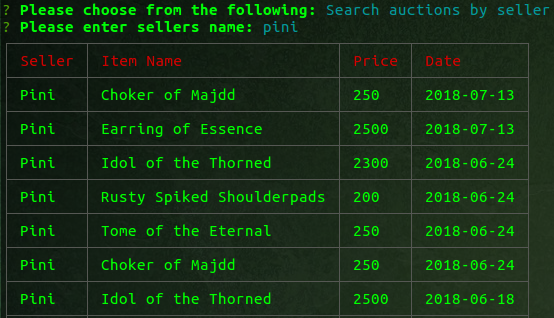 ? Please choose from the following: Search auctions by seller
? Please enter sellers name: pini
Seller Item Name Price Date
Pini Choker of Majdd 250 2018-07-13
Pini Earring of Essence 2500 2018-07-13
Pini Idol of the Thorned 2300 2018-06-24
Pini Rusty Spiked Shoulderpads 200 2018-06-24
Pini Tome of the Eternal 250 2018-06-24
Pini Choker of Majdd 250 2018-06-24
Pini Idol of the Thorned 2500 2018-06-18